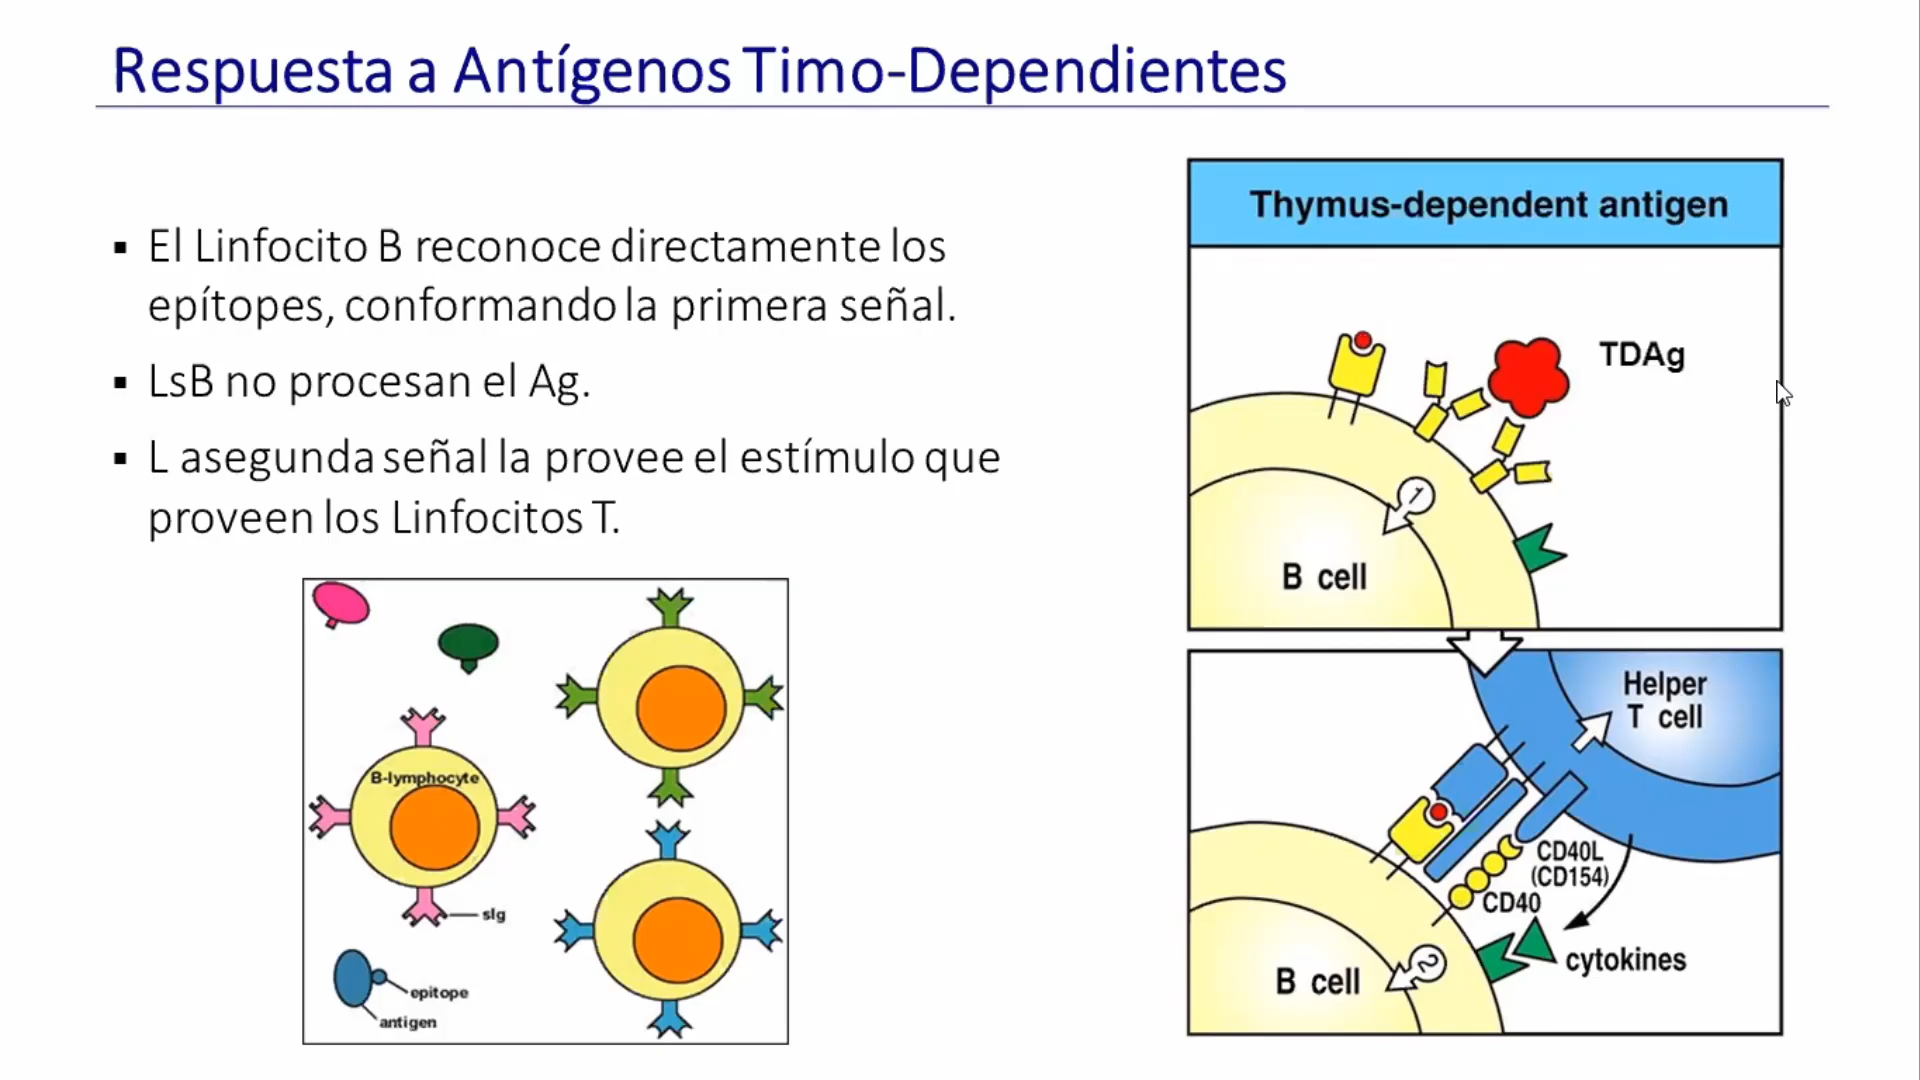 Respuesta a Antígenos Timo-Dependientes
▪ El Linfocito B reconoce directamente los
epítopes, conformando la primera señal.
▪ LsB no procesan el Ag.
▪ L asegunda señal la provee el estímulo que
proveen los Linfocitos T.
B-lymphocyte
sIg
epitope
antigen
Thymus-dependent antigen
TDAg
1
B cell
Helper
T cell
CD40L
(CD154)
CD40
cytokines
2
B cell